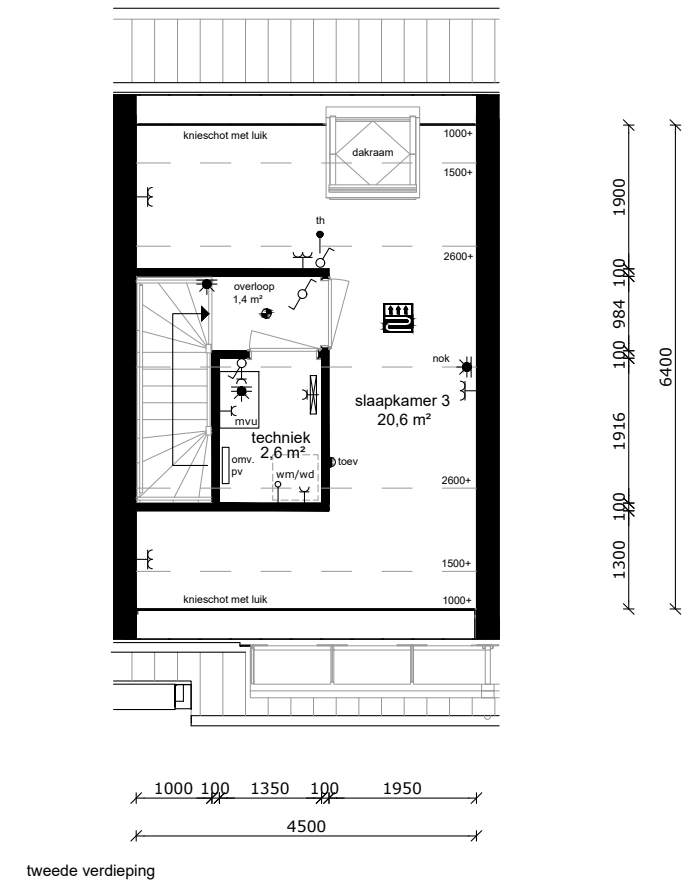 knieschot met luik
1000+
dakraam
1500+
th
2600+
overloop
1,4 m²
nok
slaapkamer 3
20,6 m²
mvu
techniek
2,6 m²
omv.
pv
wm/wd
toev
2600+
1500+
knieschot met luik
1000+
1900
100
984
100
1916
100
1300
6400
1000 100 1350 100 1950
4500
tweede verdieping